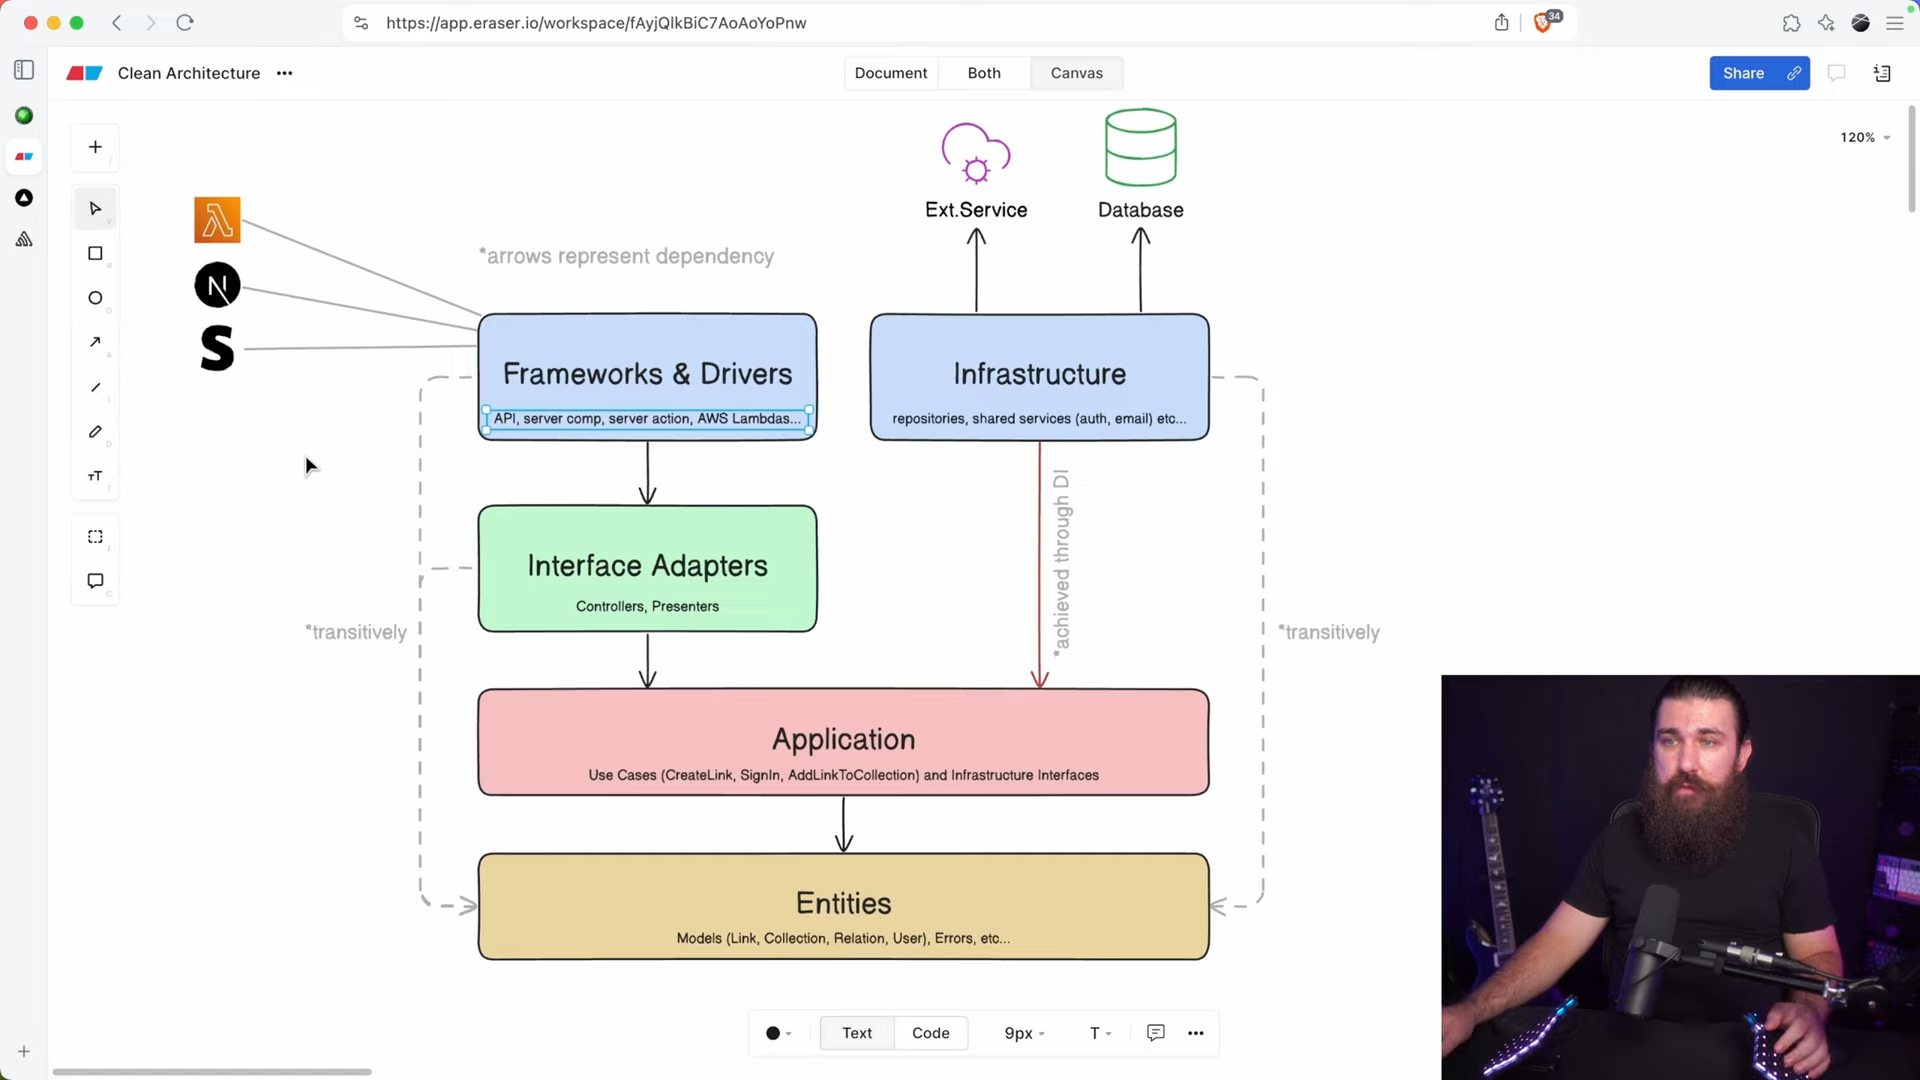 https://app.eraser.io/workspace/fAyjQIkBiC7AoAoYoPnw
34
Clean Architecture
Document
Both
Canvas
Share
120%
Ext.Service
Database
*arrows represent dependency
N
S
Frameworks & Drivers
API, server comp, server action, AWS Lambdas...
Infrastructure
repositories, shared services (auth, email) etc...
*achieved through DI
Interface Adapters
Controllers, Presenters
*transitively
*transitively
Application
Use Cases (CreateLink, SignIn, AddLinkToCollection) and Infrastructure Interfaces
Entities
Models (Link, Collection, Relation, User), Errors, etc...
Text
Code
9px
T